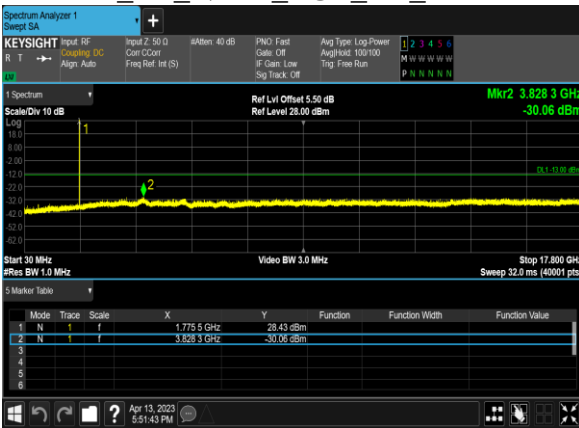 Spectrum Analyzer 1
Swept SA
KEYSIGHT Input: RF Input Z: 50 Ω #Atten: 40 dB PNO: Fast Avg Type: Log-Power 1 2 3 4 5 6
R T Coupling: DC Corr CCorr Gate: Off Avg|Hold: 100/100 M W W W W W
Align: Auto Freq Ref: Int (S) IF Gain: Low Trig: Free Run
Sig Track: Off P N N N N N
1 Spectrum
Mkr2 3.828 3 GHz
Ref Lvl Offset 5.50 dB
Scale/Div 10 dB Ref Level 28.00 dBm -30.06 dBm
Log
18.0
8.00
-2.00
-12.0
-22.0
-32.0
-42.0
-52.0
-62.0
1
2
DL1 -13.00 dBm
Start 30 MHz Video BW 3.0 MHz Stop 17.800 GHz
#Res BW 1.0 MHz Sweep 32.0 ms (40001 pts)
5 Marker Table
Mode Trace Scale X Y Function Function Width Function Value
1 N 1 f 1.775 5 GHz 28.43 dBm
2 N 1 f 3.828 3 GHz -30.06 dBm
3
4
5
6
? Apr 13, 2023
5:51:43 PM